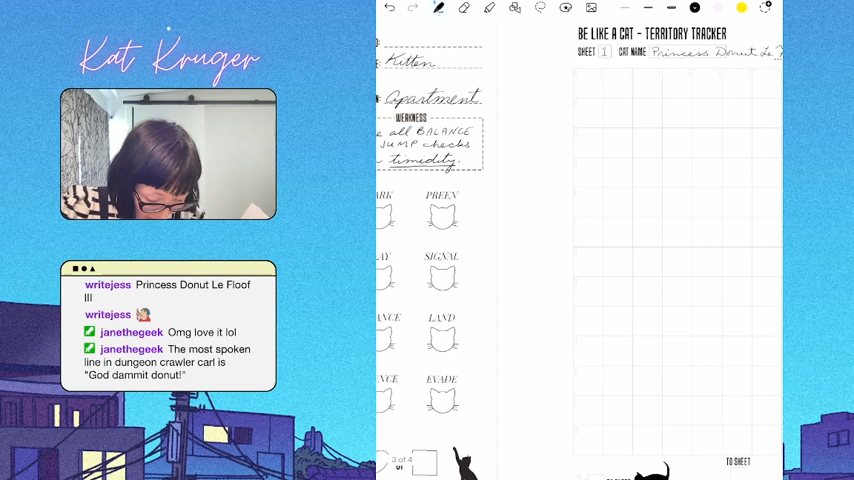 Kat Kruger
writejess Princess Donut Le Floof
III
writejess
janethegeek Omg love it lol
janethegeek The most spoken
line in dungeon crawler carl is
"God dammit donut!"
Kitten
Apartment
WEAKNESS
all BALANCE
JUMP checks
timidity.
PREEN
SIGNAL
LAND
EVADE
3 of 4
BE LIKE A CAT - TERRITORY TRACKER
SHEET 1 CAT NAME Princess Donut Le
TO SHEET